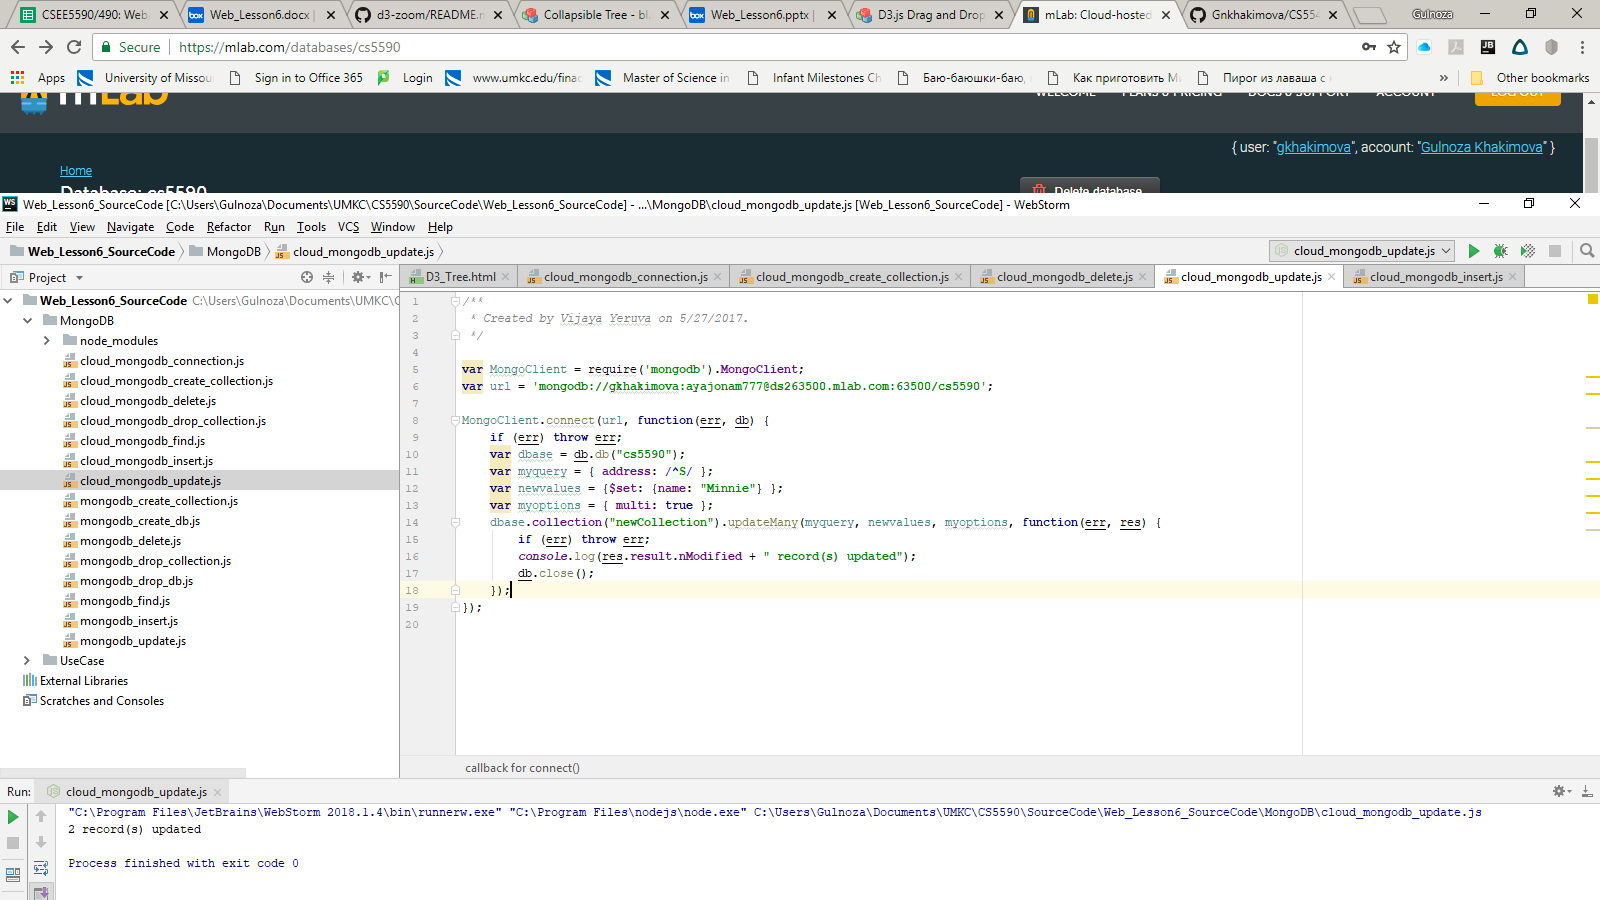 CSEE5590/490: Web/ Web_Lesson6.docx | d3-zoom/README.m Collapsible Tree - bl. Web_Lesson6.pptx | D3.js Drag and Drop mLab: Cloud-hosted Gnkhakimova/CS55 Gulnoza
Secure https://mlab.com/databases/cs5590
Apps University of Missou Sign in to Office 365 Login www.umkc.edu/finac Master of Science in Infant Milestones Ch Баю-баюшки-баю, Как приготовить М Пирог из лаваша с » Other bookmarks
mLab WELCOME PLANS & PRICING DOCS & SUPPORT ACCOUNT LOG OUT
{ user: "gkhakimova", account: "Gulnoza Khakimova" }
Home
Database: cs5590 Delete database
Web_Lesson6_SourceCode [C:\Users\Gulnoza\Documents\UMKC\CS5590\SourceCode\Web_Lesson6_SourceCode] - ...\MongoDB\cloud_mongodb_update.js [Web_Lesson6_SourceCode] - WebStorm
File Edit View Navigate Code Refactor Run Tools VCS Window Help
Web_Lesson6_SourceCode MongoDB cloud_mongodb_update.js cloud_mongodb_update.js
Project D3_Tree.html cloud_mongodb_connection.js cloud_mongodb_create_collection.js cloud_mongodb_delete.js cloud_mongodb_update.js cloud_mongodb_insert.js
Web_Lesson6_SourceCode C:\Users\Gulnoza\Documents\UMKC\C
MongoDB
node_modules
cloud_mongodb_connection.js
cloud_mongodb_create_collection.js
cloud_mongodb_delete.js
cloud_mongodb_drop_collection.js
cloud_mongodb_find.js
cloud_mongodb_insert.js
cloud_mongodb_update.js
mongodb_create_collection.js
mongodb_create_db.js
mongodb_delete.js
mongodb_drop_collection.js
mongodb_drop_db.js
mongodb_find.js
mongodb_insert.js
mongodb_update.js
UseCase
External Libraries
Scratches and Consoles
1 /**
2 * Created by Vijaya Yeruva on 5/27/2017.
3 */
4
5 var MongoClient = require('mongodb').MongoClient;
6 var url = 'mongodb://gkhakimova:ayajonam777@ds263500.mlab.com:63500/cs5590';
7
8 MongoClient.connect(url, function(err, db) {
9 if (err) throw err;
10 var dbase = db.db("cs5590");
11 var myquery = { address: /^S/ };
12 var newvalues = {$set: {name: "Minnie"} };
13 var myoptions = { multi: true };
14 dbase.collection("newCollection").updateMany(myquery, newvalues, myoptions, function(err, res) {
15 if (err) throw err;
16 console.log(res.result.nModified + " record(s) updated");
17 db.close();
18 });
19 });
20
callback for connect()
Run: cloud_mongodb_update.js
"C:\Program Files\JetBrains\WebStorm 2018.1.4\bin\runnerw.exe" "C:\Program Files\nodejs\node.exe" C:\Users\Gulnoza\Documents\UMKC\CS5590\SourceCode\Web_Lesson6_SourceCode\MongoDB\cloud_mongodb_update.js
2 record(s) updated
Process finished with exit code 0